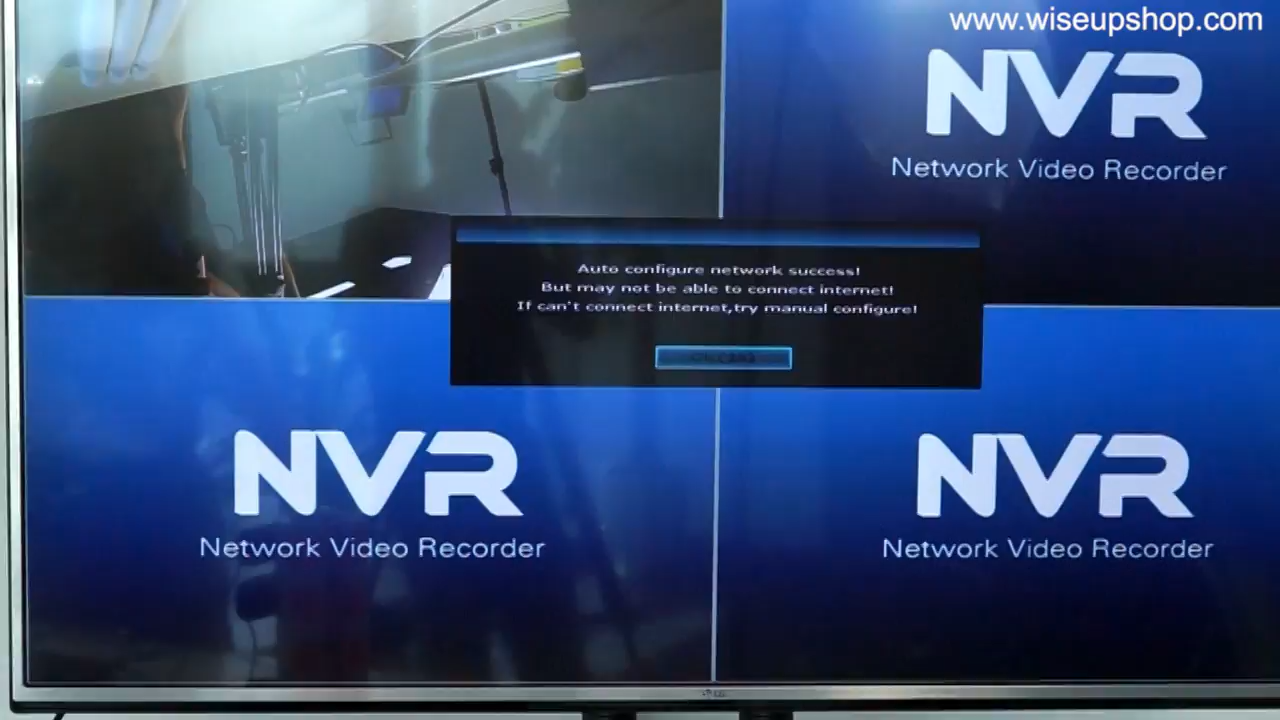 www.wiseupshop.com
NVR
Network Video Recorder
Auto configure network success!
But may not be able to connect internet!
If can't connect internet,try manual configure!
NVR
Network Video Recorder
NVR
Network Video Recorder
LG